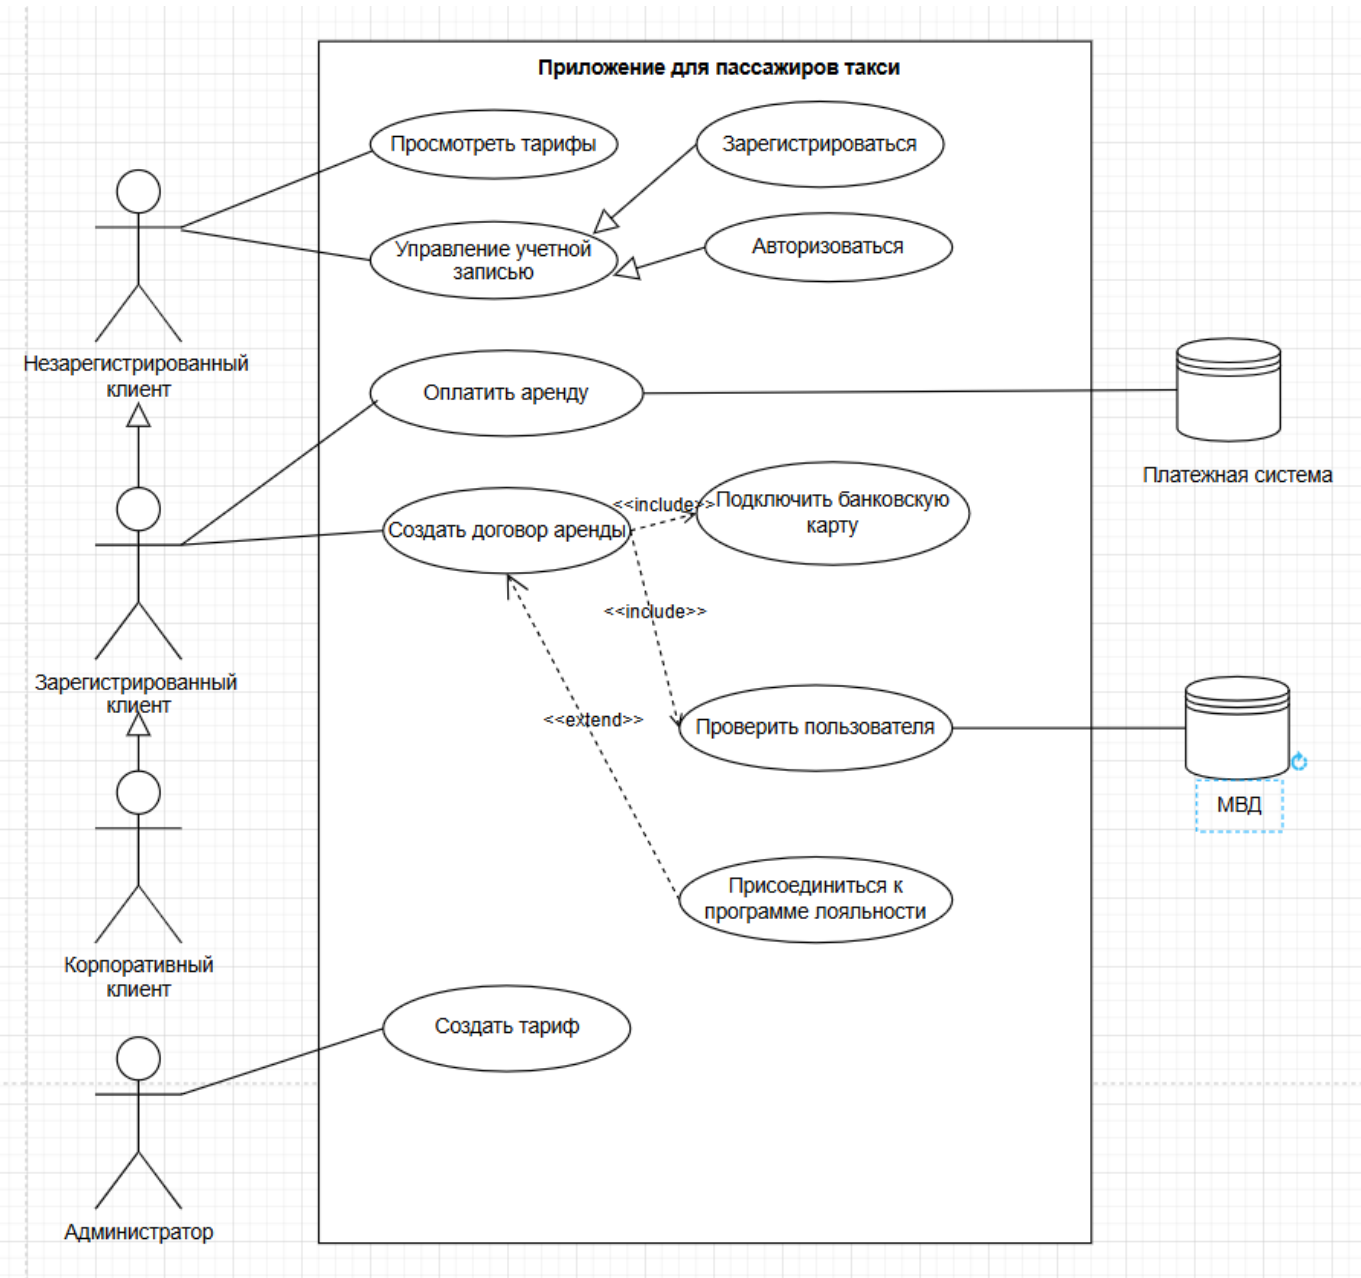 Приложение для пассажиров такси
Просмотреть тарифы
Зарегистрироваться
Управление учетной
записью
Авторизоваться
Незарегистрированный
клиент
Оплатить аренду
Платежная система
Создать договор аренды
<<include>>
Подключить банковскую
карту
<<include>>
Зарегистрированный
клиент
<<extend>>
Проверить пользователя
МВД
Присоединиться к
программе лояльности
Корпоративный
клиент
Создать тариф
Администратор